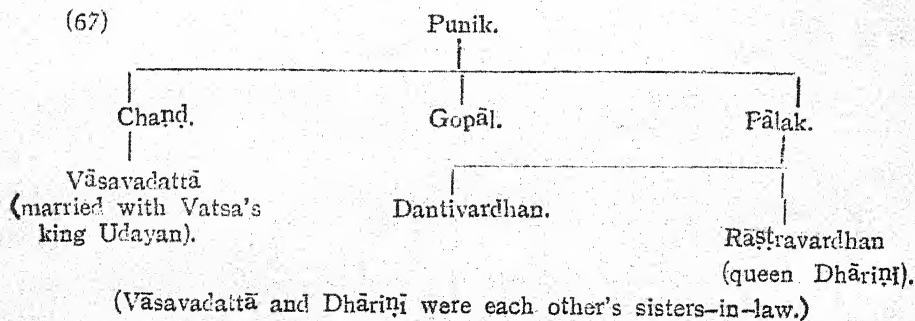 (67) Punik.
Chaṇḍ. Gopāl. Pālak.
Vāsavadattā
(married with Vatsa's
king Udayan).
Dantivardhan.
Rāṣṭravardhan
(queen Dhāriṇī).
(Vāsavadattā and Dhāriṇī were each other's sisters-in-law.)